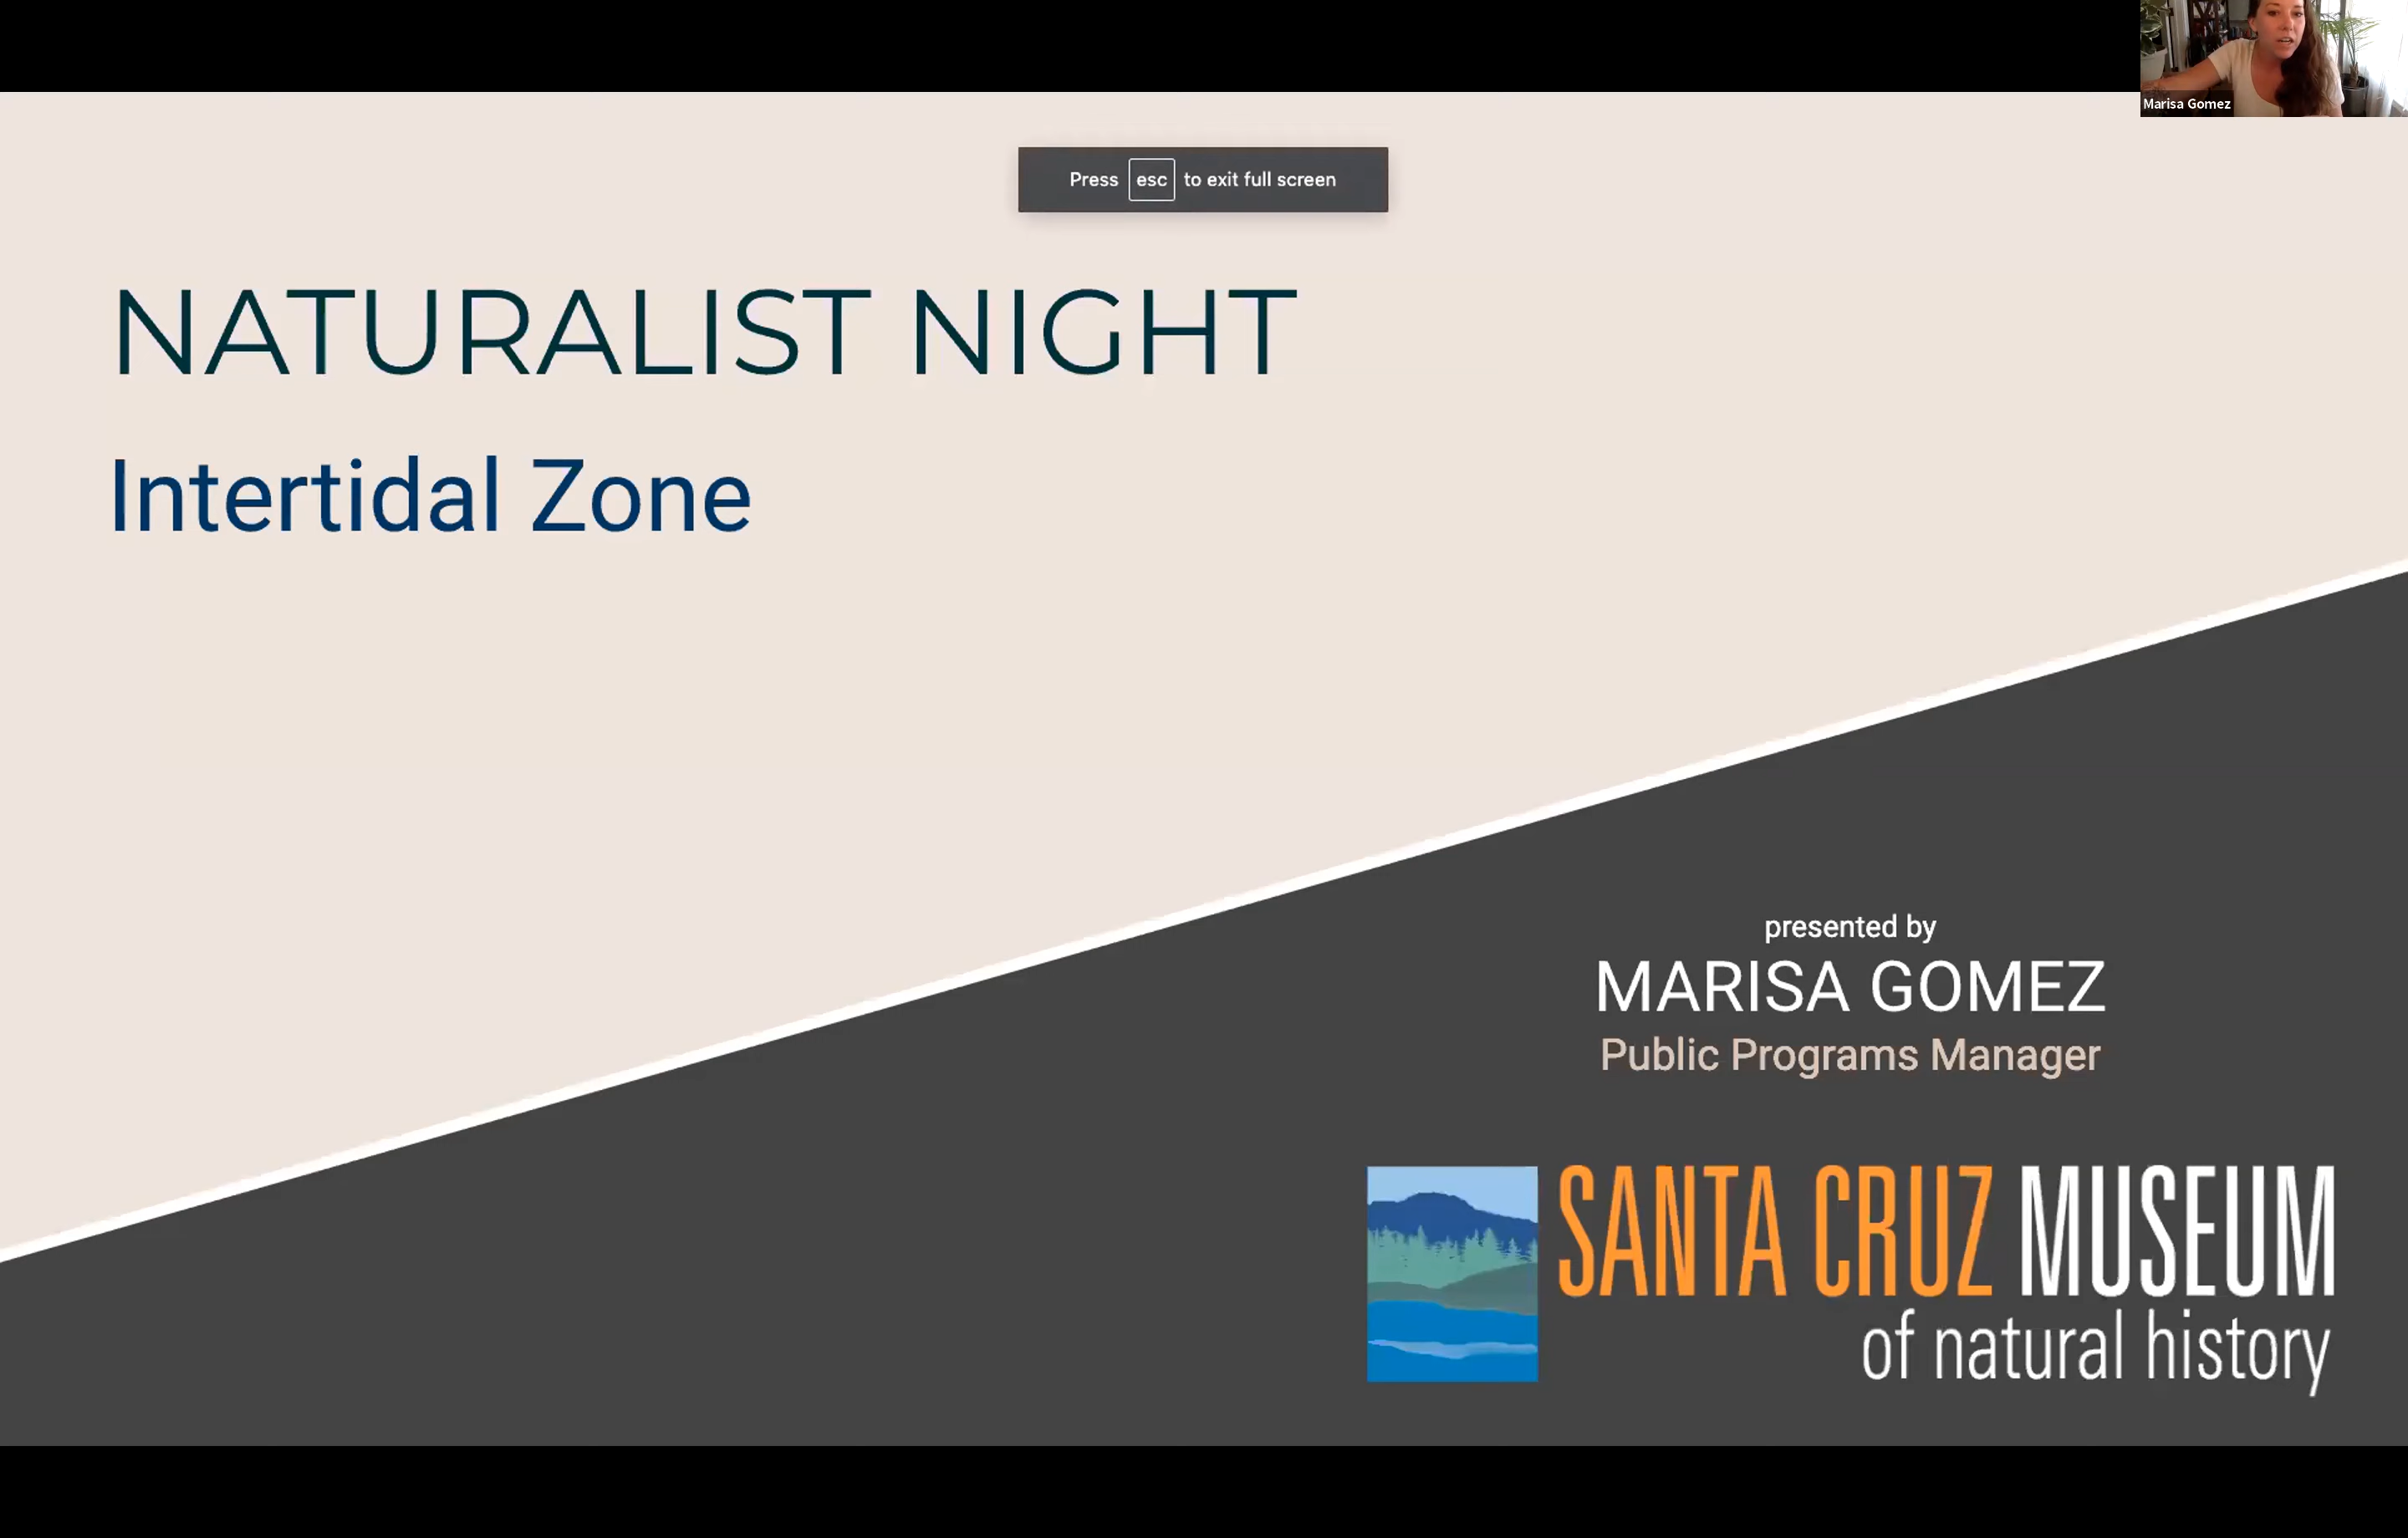 Marisa Gomez
Press esc to exit full screen
NATURALIST NIGHT
Intertidal Zone
presented by
MARISA GOMEZ
Public Programs Manager
SANTA CRUZ MUSEUM
of natural history